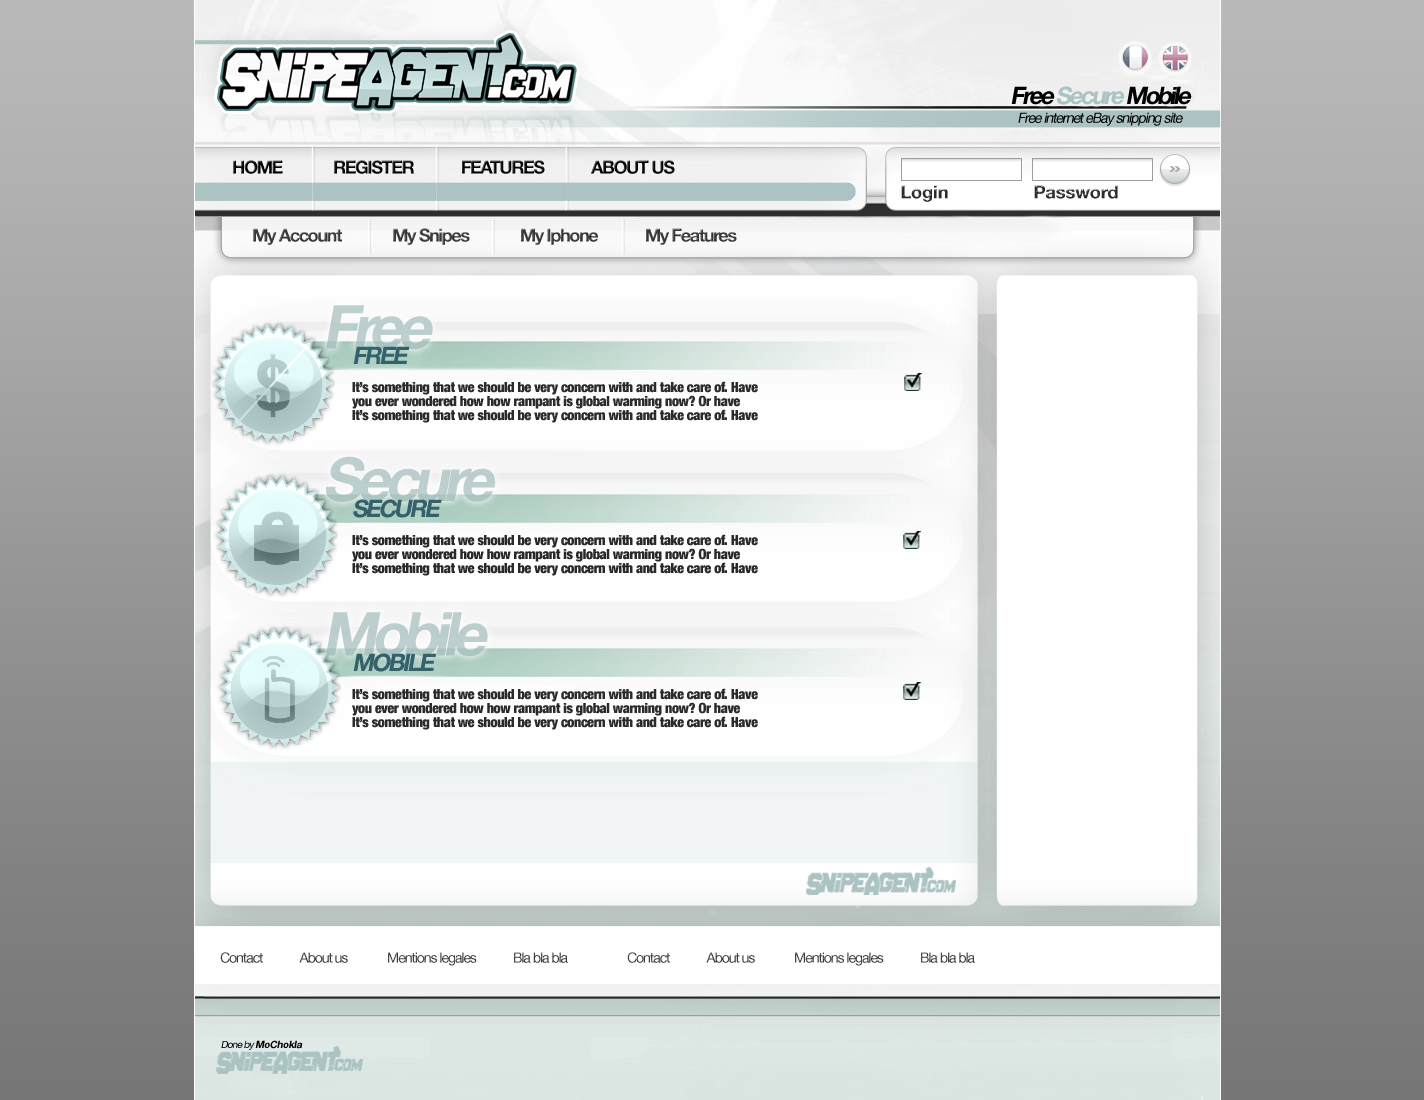 SNIPEAGENT.COM
Free Secure Mobile
Free internet eBay snipping site
HOME REGISTER FEATURES ABOUT US
Login Password
My Account My Snipes My Iphone My Features
Free
FREE
$
It's something that we should be very concern with and take care of. Have
you ever wondered how how rampant is global warming now? Or have
It's something that we should be very concern with and take care of. Have
Secure
SECURE
It's something that we should be very concern with and take care of. Have
you ever wondered how how rampant is global warming now? Or have
It's something that we should be very concern with and take care of. Have
Mobile
MOBILE
It's something that we should be very concern with and take care of. Have
you ever wondered how how rampant is global warming now? Or have
It's something that we should be very concern with and take care of. Have
SNIPEAGENT.COM
Contact About us Mentions legales Bla bla bla Contact About us Mentions legales Bla bla bla
Done by MoChokla
SNIPEAGENT.COM